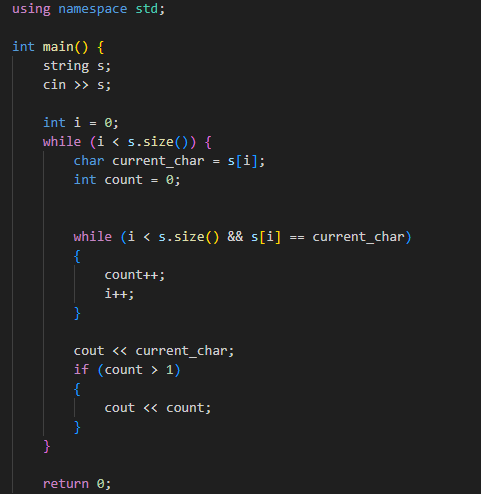 using namespace std;
int main() {
string s;
cin >> s;
int i = 0;
while (i < s.size()) {
char current_char = s[i];
int count = 0;
while (i < s.size() && s[i] == current_char)
{
count++;
i++;
}
cout << current_char;
if (count > 1)
{
cout << count;
}
}
return 0;